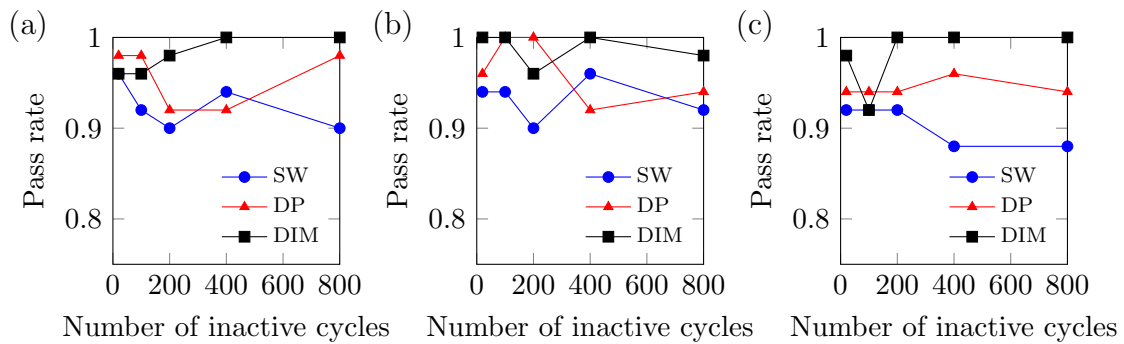 (a)
Pass rate
1
0.9
0.8
SW
DP
DIM
0 200 400 600 800
Number of inactive cycles
(b)
Pass rate
1
0.9
0.8
SW
DP
DIM
0 200 400 600 800
Number of inactive cycles
(c)
Pass rate
1
0.9
0.8
SW
DP
DIM
0 200 400 600 800
Number of inactive cycles